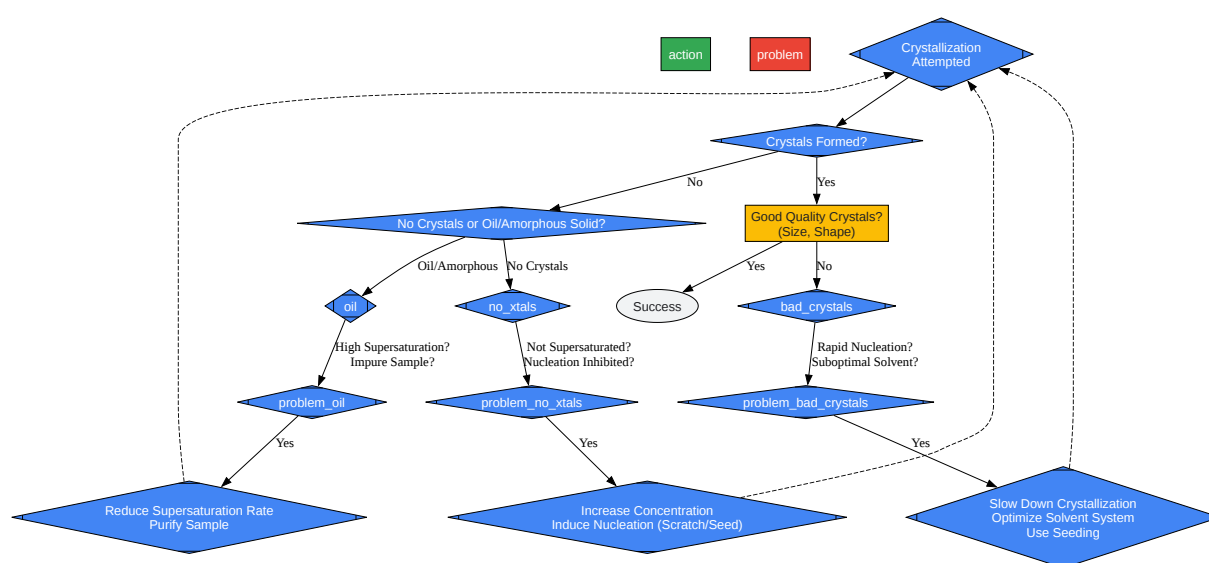 Crystallization
Attempted
action
problem
Crystals Formed?
No
Yes
No Crystals or Oil/Amorphous Solid?
Good Quality Crystals?
(Size, Shape)
Oil/Amorphous
No Crystals
Yes
No
oil
no_xtals
Success
bad_crystals
High Supersaturation?
Impure Sample?
Not Supersaturated?
Nucleation Inhibited?
Rapid Nucleation?
Suboptimal Solvent?
problem_oil
problem_no_xtals
problem_bad_crystals
Yes
Yes
Yes
Reduce Supersaturation Rate
Purify Sample
Increase Concentration
Induce Nucleation (Scratch/Seed)
Slow Down Crystallization
Optimize Solvent System
Use Seeding